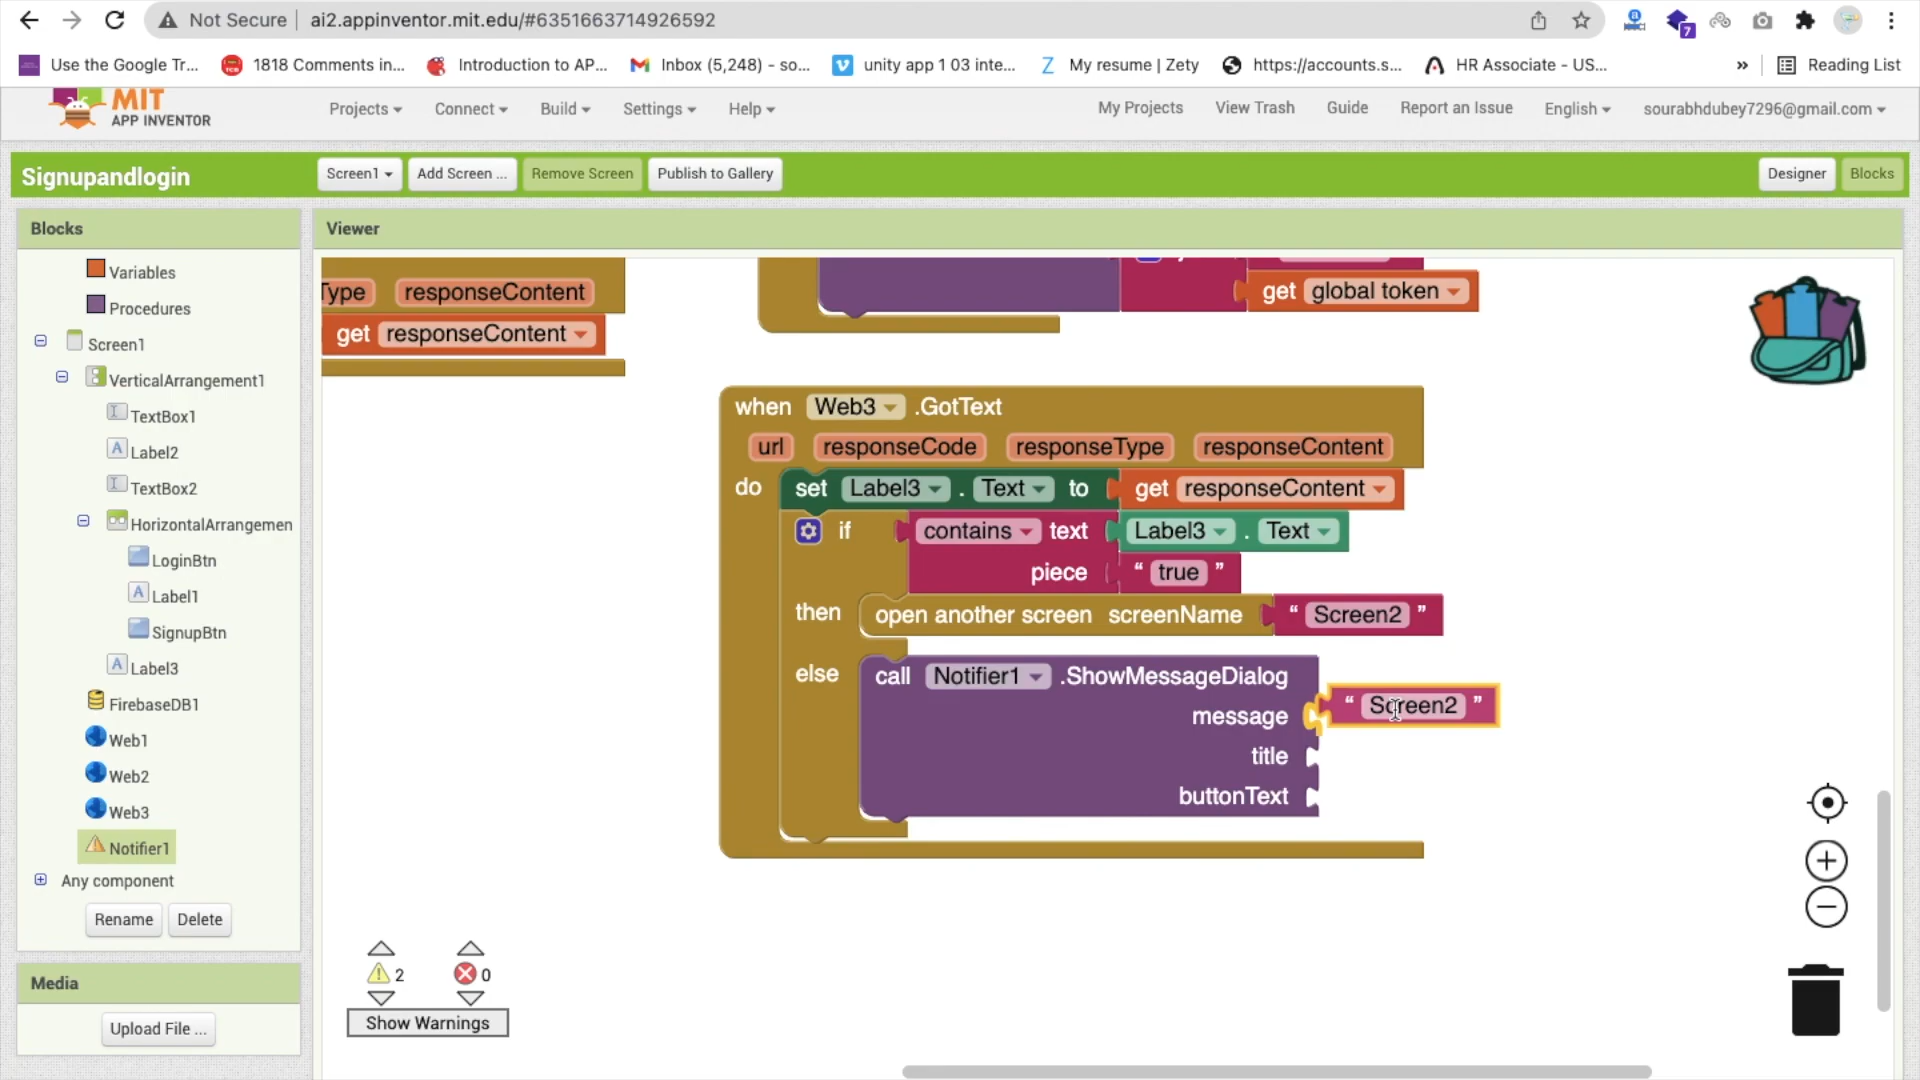 Not Secure
ai2.appinventor.mit.edu/#6351663714926592
7
Use the Google Tr...
1818 Comments in...
Introduction to AP...
Inbox (5,248) – so...
unity app 1 03 inte...
My resume | Zety
https://accounts.s...
HR Associate - US...
»
Reading List
MIT
APP INVENTOR
Projects
Connect
Build
Settings
Help
My Projects
View Trash
Guide
Report an Issue
English
sourabhdubey7296@gmail.com
Signupandlogin
Screen1
Add Screen ...
Remove Screen
Publish to Gallery
Designer
Blocks
Blocks
Viewer
Variables
Procedures
Screen1
VerticalArrangement1
TextBox1
Label2
TextBox2
HorizontalArrangemen
LoginBtn
Label1
SignupBtn
Label3
FirebaseDB1
Web1
Web2
Web3
Notifier1
Any component
Rename
Delete
Media
Upload File ...
Type responseContent
get responseContent
get global token
when Web3 .GotText
url responseCode responseType responseContent
do set Label3 . Text to get responseContent
if contains text Label3 . Text
piece “ true ”
then open another screen screenName “ Screen2 ”
else call Notifier1 .ShowMessageDialog
message “ Screen2 ”
title
buttonText
2
0
Show Warnings